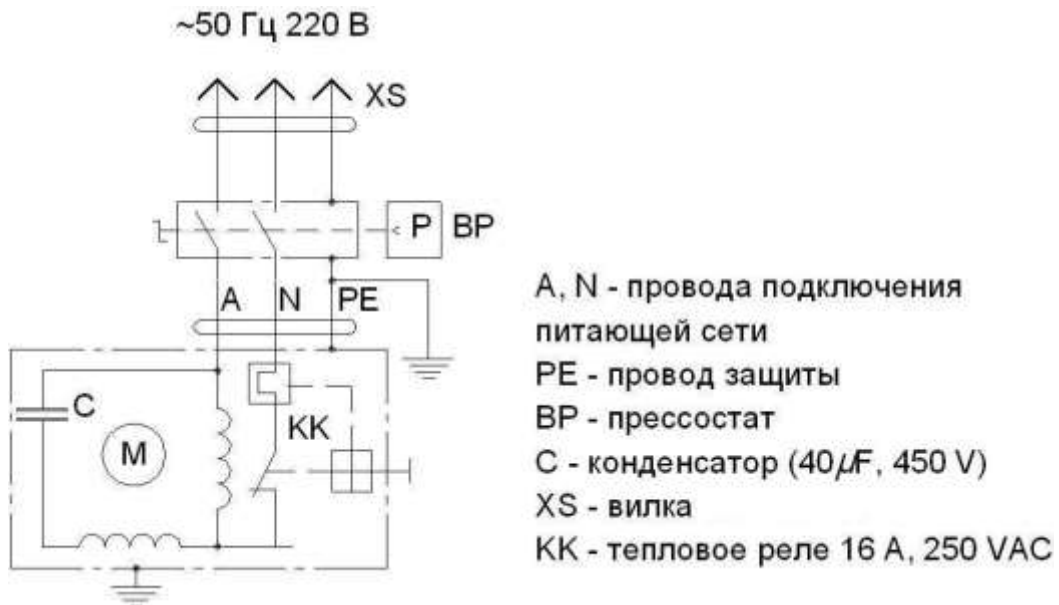 ~50 Гц 220 В
XS
P BP
A N PE
C
KK
M
A, N - провода подключения
питающей сети
PE - провод защиты
BP - прессостат
C - конденсатор (40μF, 450 V)
XS - вилка
KK - тепловое реле 16 A, 250 VAC